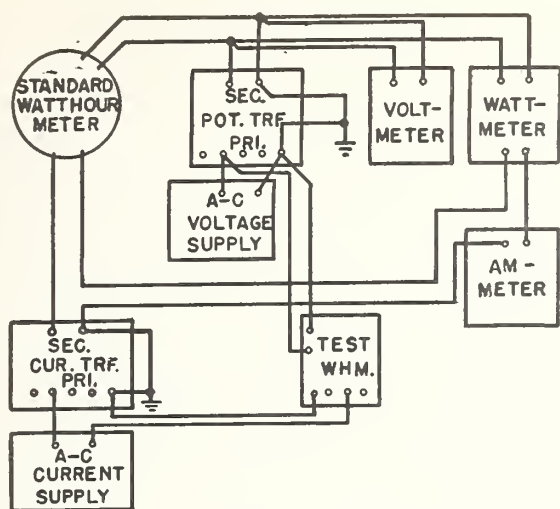 STANDARD
WATTHOUR
METER
SEC.
POT. TRF.
PRI.
VOLT-
METER
WATT-
METER
A-C
VOLTAGE
SUPPLY
AM-
METER
SEC.
CUR. TRF.
PRI.
TEST
WHM.
A-C
CURRENT
SUPPLY